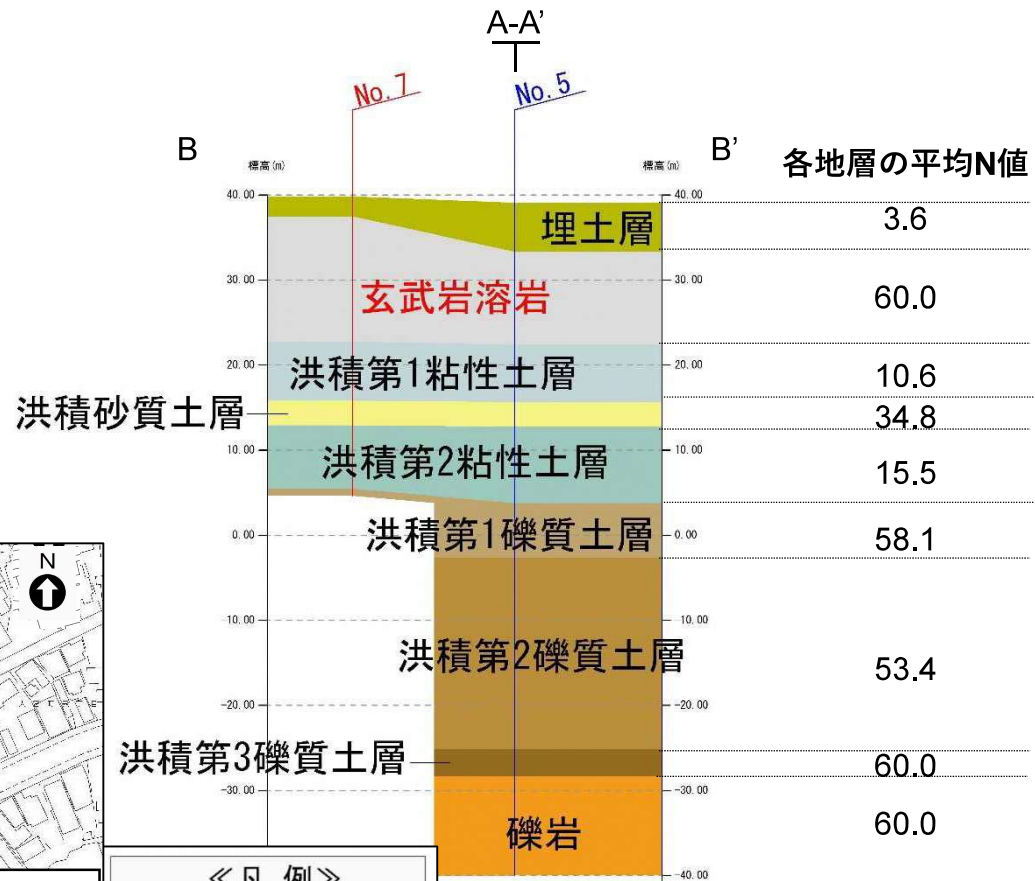 A-A’
No.7
No.5
B
B’
標高(m)
標高(m)
各地層の平均N値
40.00
40.00
埋土層
3.6
30.00
30.00
玄武岩溶岩
60.0
20.00
20.00
洪積第1粘性土層
10.6
洪積砂質土層
34.8
10.00
10.00
洪積第2粘性土層
15.5
0.00
0.00
洪積第1礫質土層
58.1
N
-10.00
-10.00
洪積第2礫質土層
53.4
-20.00
-20.00
洪積第3礫質土層
60.0
-30.00
-30.00
礫岩
60.0
≪凡 例≫
-40.00